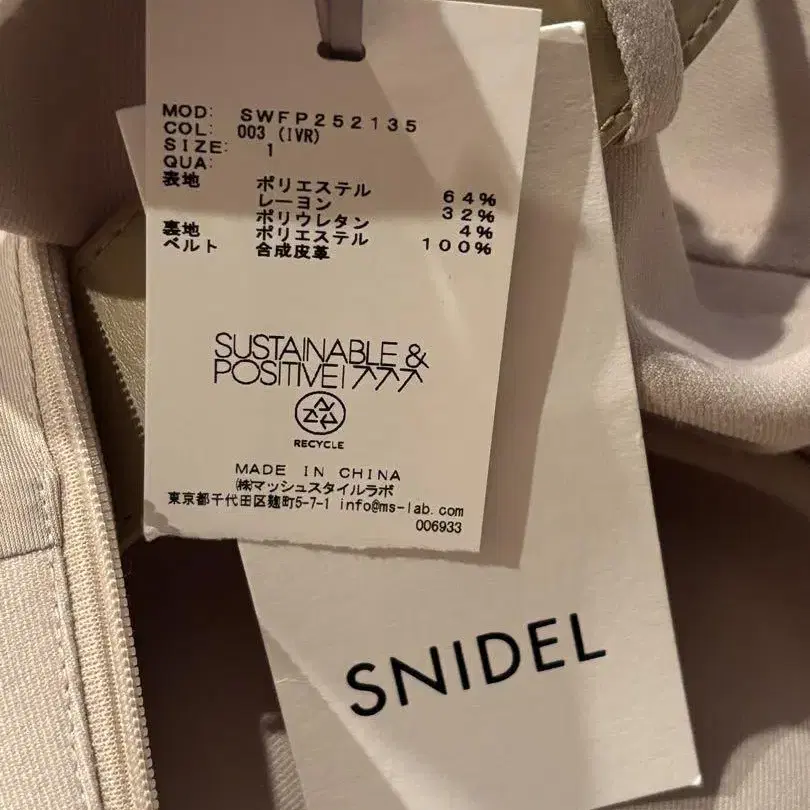 MOD: SWFP252135
COL: 003 (IVR)
SIZE: 1
QUA:
表地 ポリエステル 64%
レーヨン 32%
ポリウレタン 4%
裏地 ポリエステル 100%
ベルト 合成皮革
SUSTAINABLE &
POSITIVE!
RECYCLE
MADE IN CHINA
㈱マッシュスタイルラボ
東京都千代田区麹町5-7-1 info@ms-lab.com
006933
SNIDEL